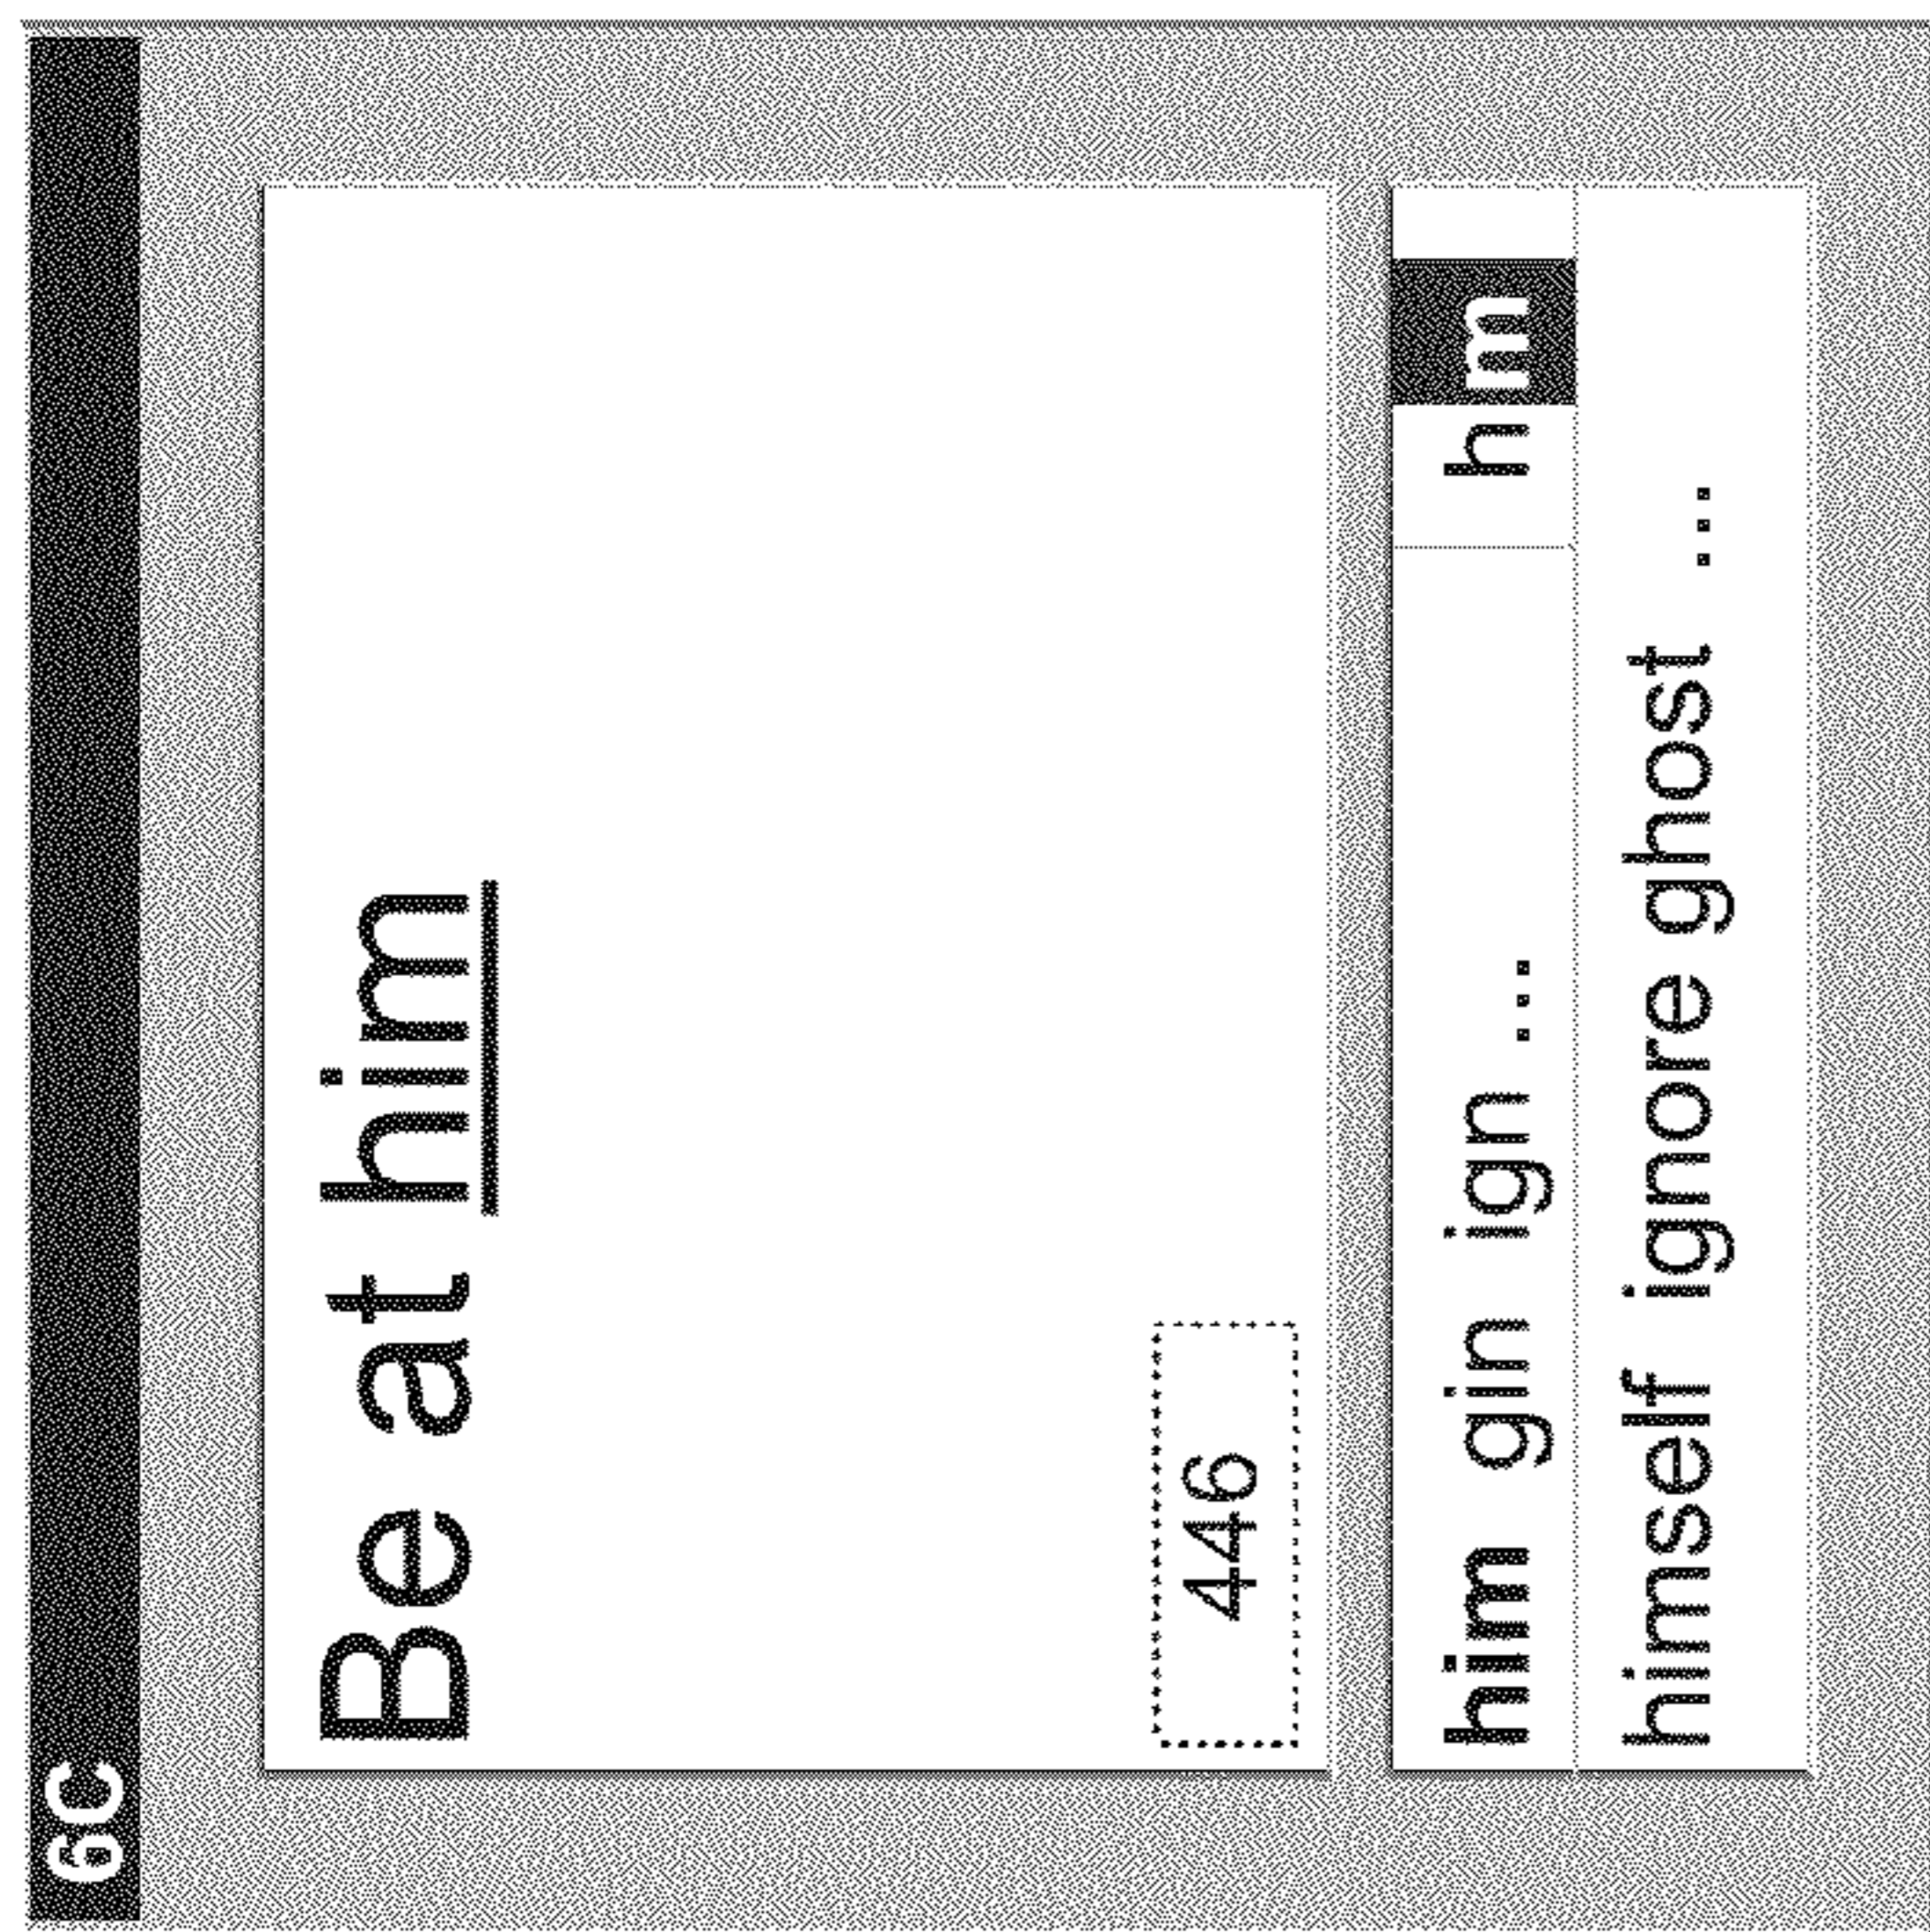 6C
Be at him
446
him gin ign ... h m
himself ignore ghost ...